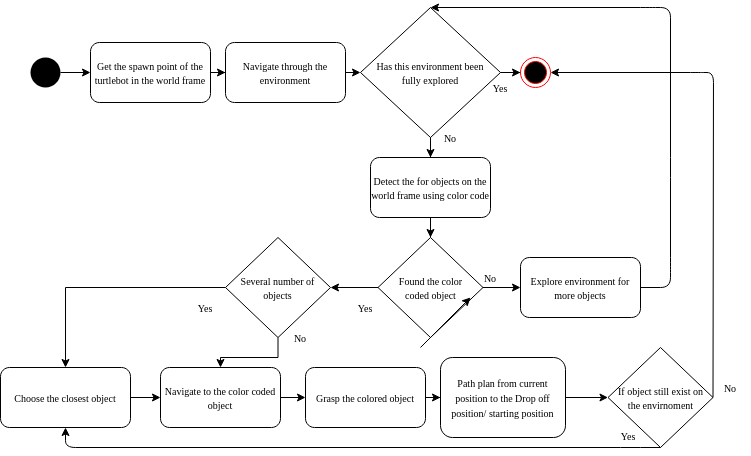 Get the spawn point of the
turtlebot in the world frame
Navigate through the
environment
Has this environment been
fully explored
Yes
No
Detect the for objects on the
world frame using color code
Found the color
coded object
No
Explore environment for
more objects
Yes
Several number of
objects
Yes
No
Choose the closest object
Navigate to the color coded
object
Grasp the colored object
Path plan from current
position to the Drop off
position/ starting position
If object still exist on
the envirnoment
No
Yes